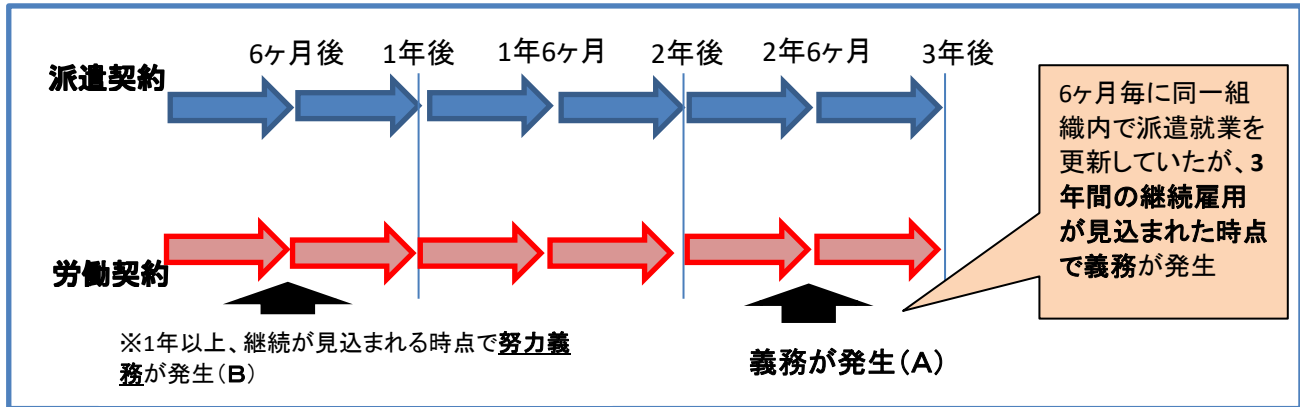 6ヶ月後 1年後 1年6ヶ月 2年後 2年6ヶ月 3年後
派遣契約
6ヶ月毎に同一組
織内で派遣就業を
更新していたが、3
年間の継続雇用
が見込まれた時点
で義務が発生
労働契約
※1年以上、継続が見込まれる時点で努力義
務が発生(B)
義務が発生(A)